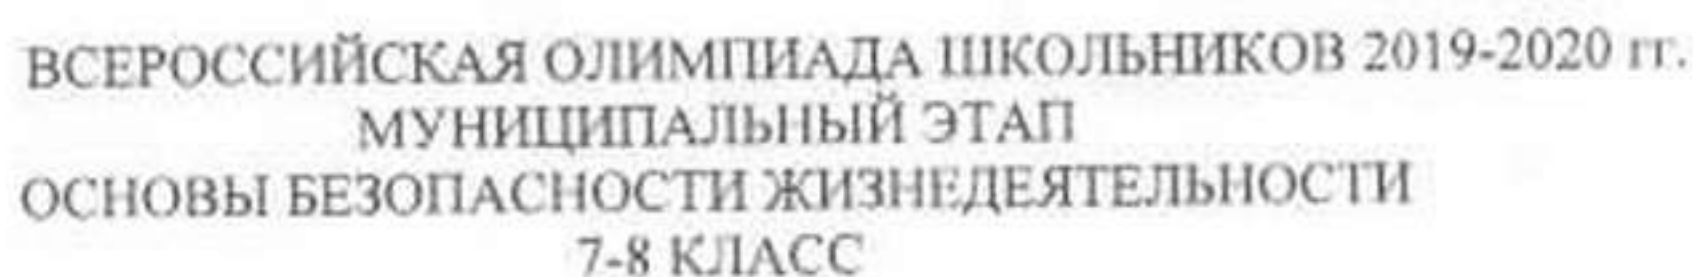 ВСЕРОССИЙСКАЯ ОЛИМПИАДА ШКОЛЬНИКОВ 2019-2020 гг.
МУНИЦИПАЛЬНЫЙ ЭТАП
ОСНОВЫ БЕЗОПАСНОСТИ ЖИЗНЕДЕЯТЕЛЬНОСТИ
7-8 КЛАСС